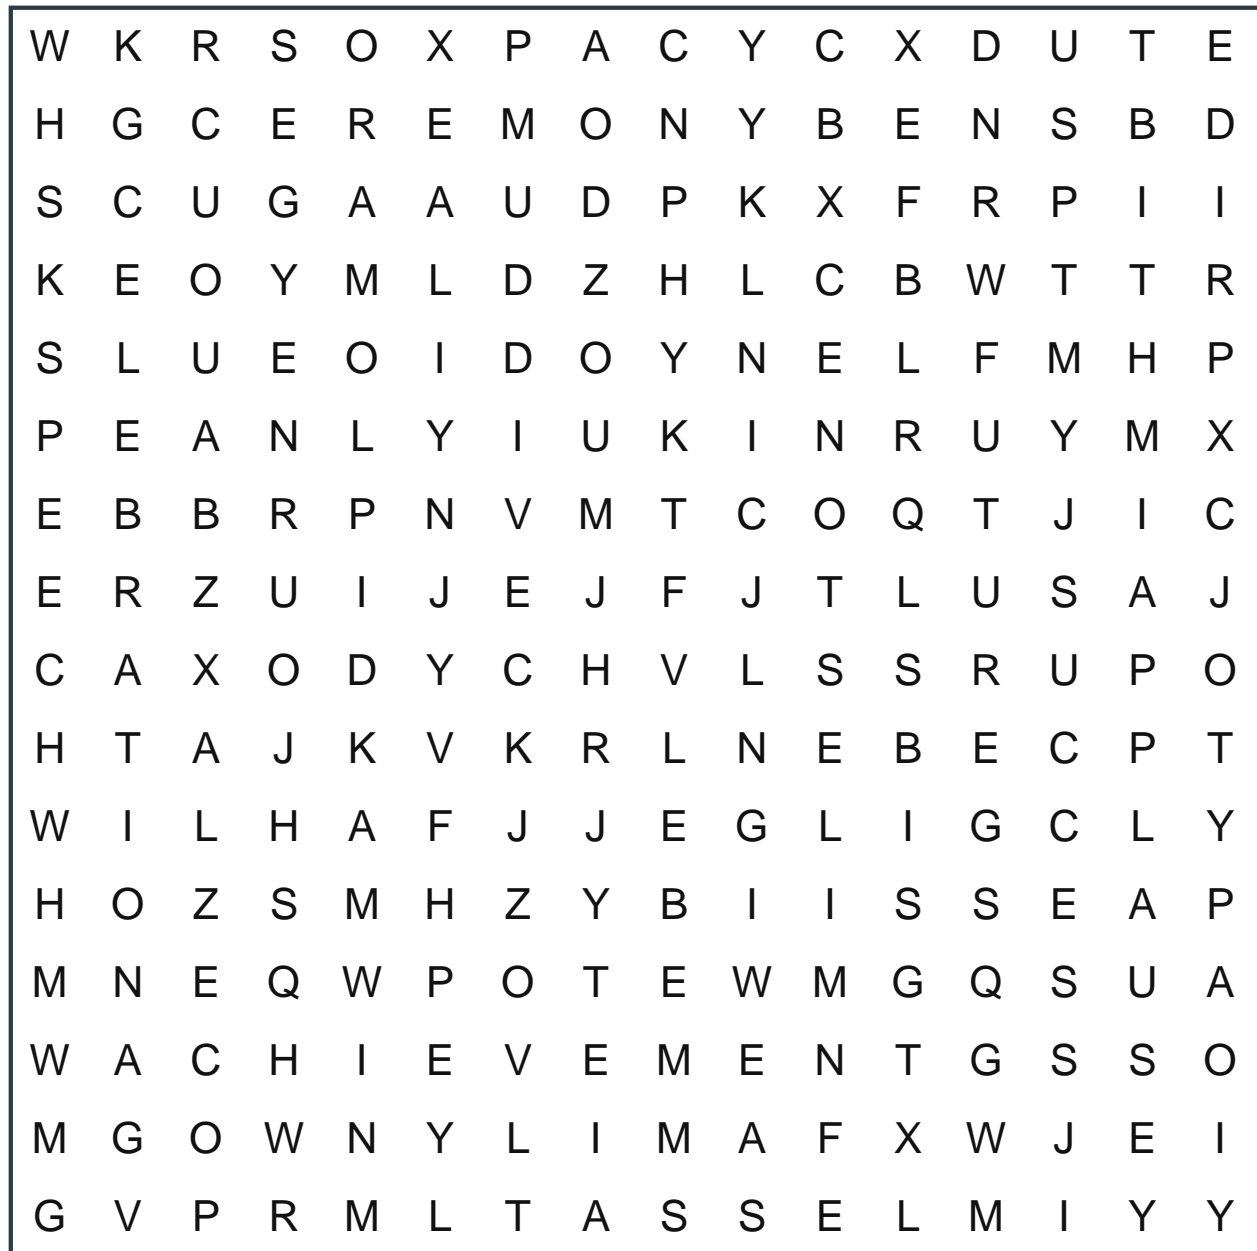 W K R S O X P A C Y C X D U T E
H G C E R E M O N Y B E N S B D
S C U G A A U D P K X F R P I I
K E O Y M L D Z H L C B W T T R
S L U E O I D O Y N E L F M H P
P E A N L Y I U K I N R U Y M X
E B B R P N V M T C O Q T J I C
E R Z U I J E J F J T L U S A J
C A X O D Y C H V L S S R U P O
H T A J K V K R L N E B E C P T
W I L H A F J J E G L I G C L Y
H O Z S M H Z Y B I I S S E A P
M N E Q W P O T E W M G Q S U A
W A C H I E V E M E N T G S S O
M G O W N Y L I M A F X W J E I
G V P R M L T A S S E L M I Y Y